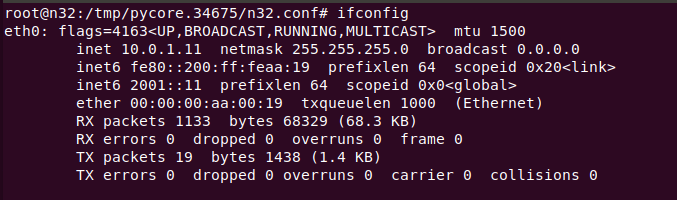 root@n32:/tmp/pycore.34675/n32.conf# ifconfig
eth0: flags=4163<UP,BROADCAST,RUNNING,MULTICAST>  mtu 1500
        inet 10.0.1.11  netmask 255.255.255.0  broadcast 0.0.0.0
        inet6 fe80::200:ff:feaa:19  prefixlen 64  scopeid 0x20<link>
        inet6 2001::11  prefixlen 64  scopeid 0x0<global>
        ether 00:00:00:aa:00:19  txqueuelen 1000  (Ethernet)
        RX packets 1133  bytes 68329 (68.3 KB)
        RX errors 0  dropped 0  overruns 0  frame 0
        TX packets 19  bytes 1438 (1.4 KB)
        TX errors 0  dropped 0 overruns 0  carrier 0  collisions 0